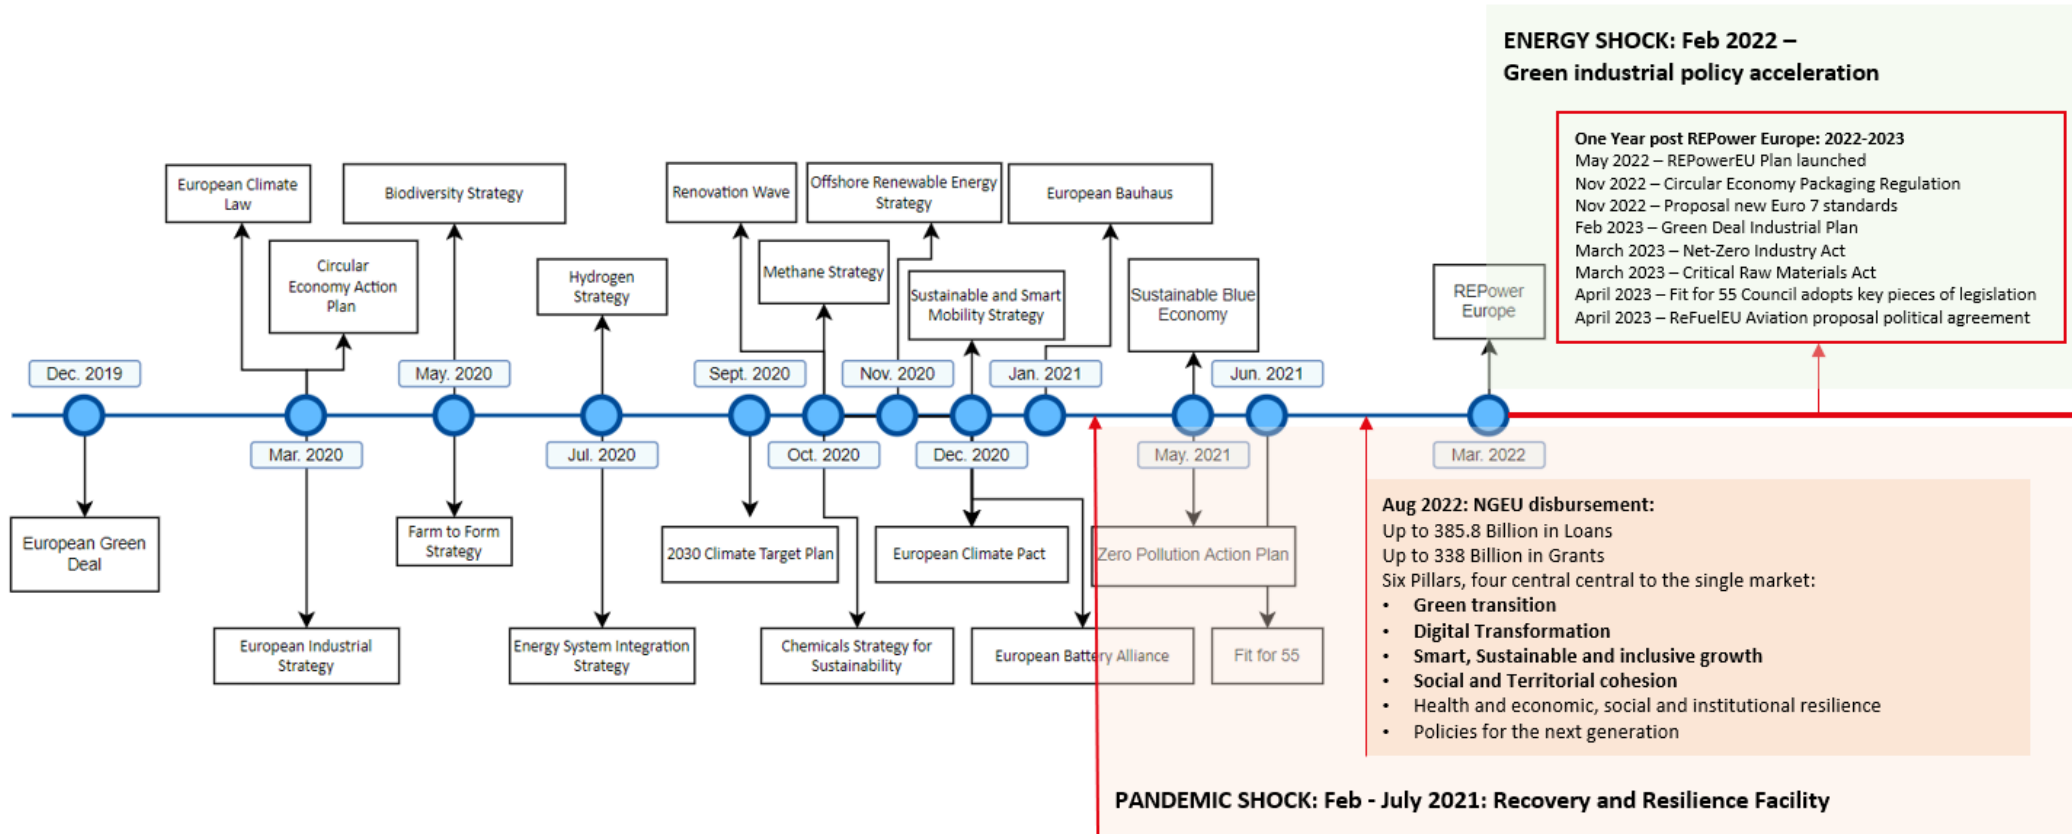 ENERGY SHOCK: Feb 2022 –
Green industrial policy acceleration
One Year post REPower Europe: 2022-2023
May 2022 – REPowerEU Plan launched
Nov 2022 – Circular Economy Packaging Regulation
Nov 2022 – Proposal new Euro 7 standards
Feb 2023 – Green Deal Industrial Plan
March 2023 – Net-Zero Industry Act
March 2023 – Critical Raw Materials Act
April 2023 – Fit for 55 Council adopts key pieces of legislation
April 2023 – ReFuelEU Aviation proposal political agreement
European Climate
Law
Biodiversity Strategy
Renovation Wave
Offshore Renewable Energy
Strategy
European Bauhaus
Circular
Economy Action
Plan
Hydrogen
Strategy
Methane Strategy
Sustainable and Smart
Mobility Strategy
Sustainable Blue
Economy
REPower
Europe
Dec. 2019
May. 2020
Sept. 2020
Nov. 2020
Jan. 2021
Jun. 2021
Mar. 2020
Jul. 2020
Oct. 2020
Dec. 2020
May. 2021
Mar. 2022
European Green
Deal
Farm to Form
Strategy
2030 Climate Target Plan
European Climate Pact
Zero Pollution Action Plan
European Industrial
Strategy
Energy System Integration
Strategy
Chemicals Strategy for
Sustainability
European Battery Alliance
Fit for 55
Aug 2022: NGEU disbursement:
Up to 385.8 Billion in Loans
Up to 338 Billion in Grants
Six Pillars, four central central to the single market:
• Green transition
• Digital Transformation
• Smart, Sustainable and inclusive growth
• Social and Territorial cohesion
• Health and economic, social and institutional resilience
• Policies for the next generation
PANDEMIC SHOCK: Feb - July 2021: Recovery and Resilience Facility